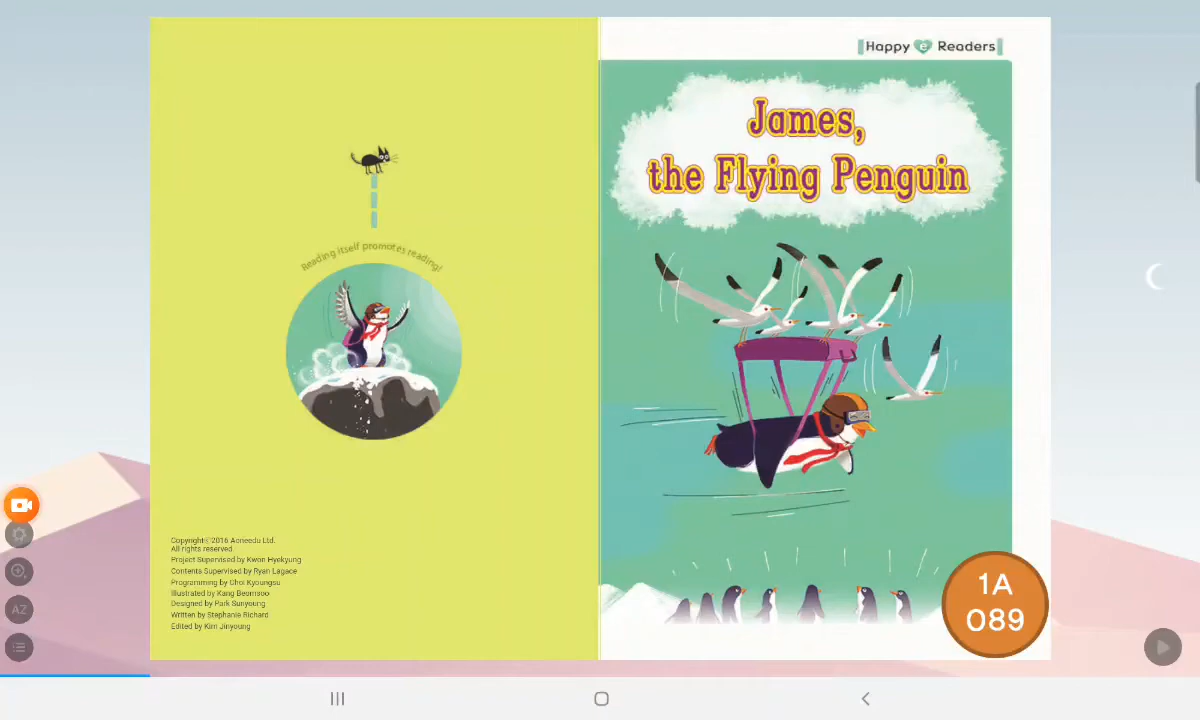 Reading itself promotes reading!
Copyright©2016 Aoneedu Ltd.
All rights reserved
Project Supervised by Kwon Hyekyung
Contents Supervised by Ryan Lagace
Programming by Choi Kyoungsu
Illustrated by Kang Beomsoo
Designed by Park Sunyoung
Written by Stephanie Richard
Edited by Kim Jinyoung
Happy e Readers
James,
the Flying Penguin
1A
089
AZ